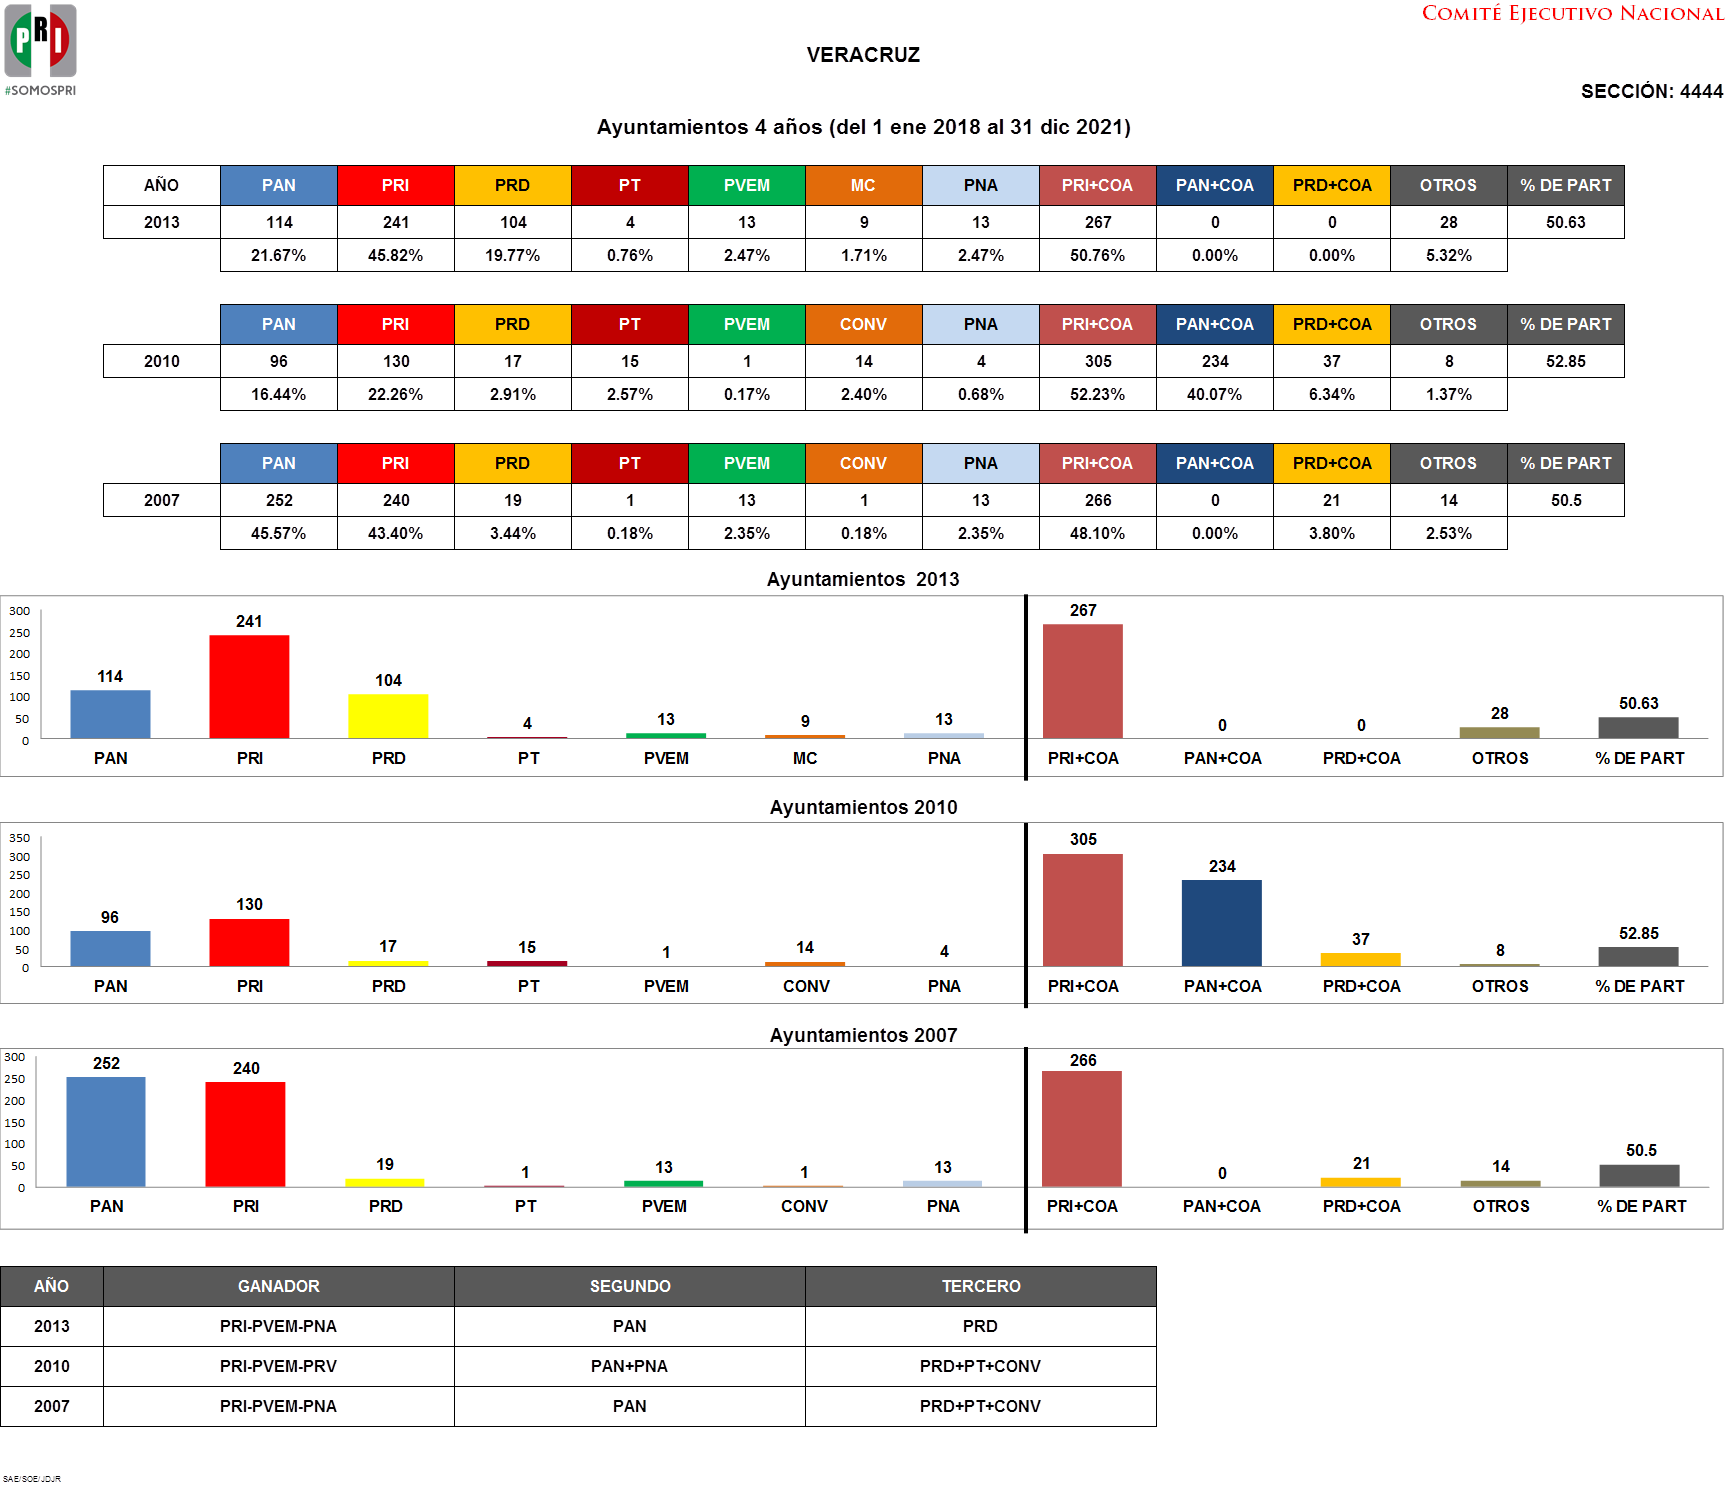 PRI
#SOMOSPRI
COMITÉ EJECUTIVO NACIONAL
VERACRUZ
SECCIÓN: 4444
Ayuntamientos 4 años (del 1 ene 2018 al 31 dic 2021)
AÑO PAN PRI PRD PT PVEM MC PNA PRI+COA PAN+COA PRD+COA OTROS % DE PART
2013 114 241 104 4 13 9 13 267 0 0 28 50.63
21.67% 45.82% 19.77% 0.76% 2.47% 1.71% 2.47% 50.76% 0.00% 0.00% 5.32%
PAN PRI PRD PT PVEM CONV PNA PRI+COA PAN+COA PRD+COA OTROS % DE PART
2010 96 130 17 15 1 14 4 305 234 37 8 52.85
16.44% 22.26% 2.91% 2.57% 0.17% 2.40% 0.68% 52.23% 40.07% 6.34% 1.37%
PAN PRI PRD PT PVEM CONV PNA PRI+COA PAN+COA PRD+COA OTROS % DE PART
2007 252 240 19 1 13 1 13 266 0 21 14 50.5
45.57% 43.40% 3.44% 0.18% 2.35% 0.18% 2.35% 48.10% 0.00% 3.80% 2.53%
Ayuntamientos 2013
300
250
200
150
100
50
0
114 241 104 4 13 9 13 267 0 0 28 50.63
PAN PRI PRD PT PVEM MC PNA PRI+COA PAN+COA PRD+COA OTROS % DE PART
Ayuntamientos 2010
350
300
250
200
150
100
50
0
96 130 17 15 1 14 4 305 234 37 8 52.85
PAN PRI PRD PT PVEM CONV PNA PRI+COA PAN+COA PRD+COA OTROS % DE PART
Ayuntamientos 2007
300
250
200
150
100
50
0
252 240 19 1 13 1 13 266 0 21 14 50.5
PAN PRI PRD PT PVEM CONV PNA PRI+COA PAN+COA PRD+COA OTROS % DE PART
AÑO GANADOR SEGUNDO TERCERO
2013 PRI-PVEM-PNA PAN PRD
2010 PRI-PVEM-PRV PAN+PNA PRD+PT+CONV
2007 PRI-PVEM-PNA PAN PRD+PT+CONV
SAE/SOE/JDJR